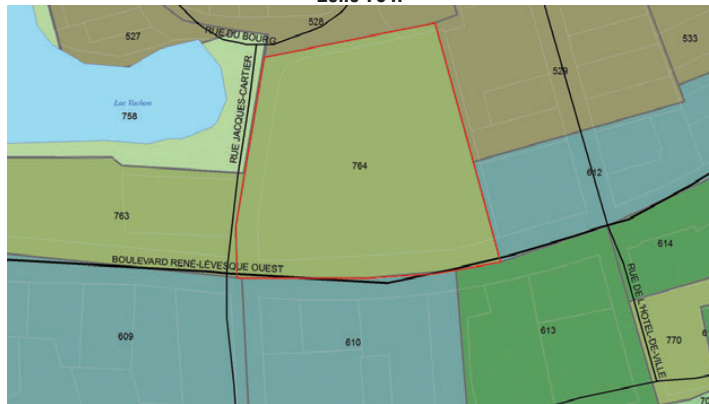 RUE DU BOURG
528
527
533
529
Lac Vachon
758
RUE JACQUES-CARTIER
764
612
763
BOULEVARD RENÉ-LÉVESQUE OUEST
614
RUE DE L'HOTEL-DE-VILLE
609
610
613
770